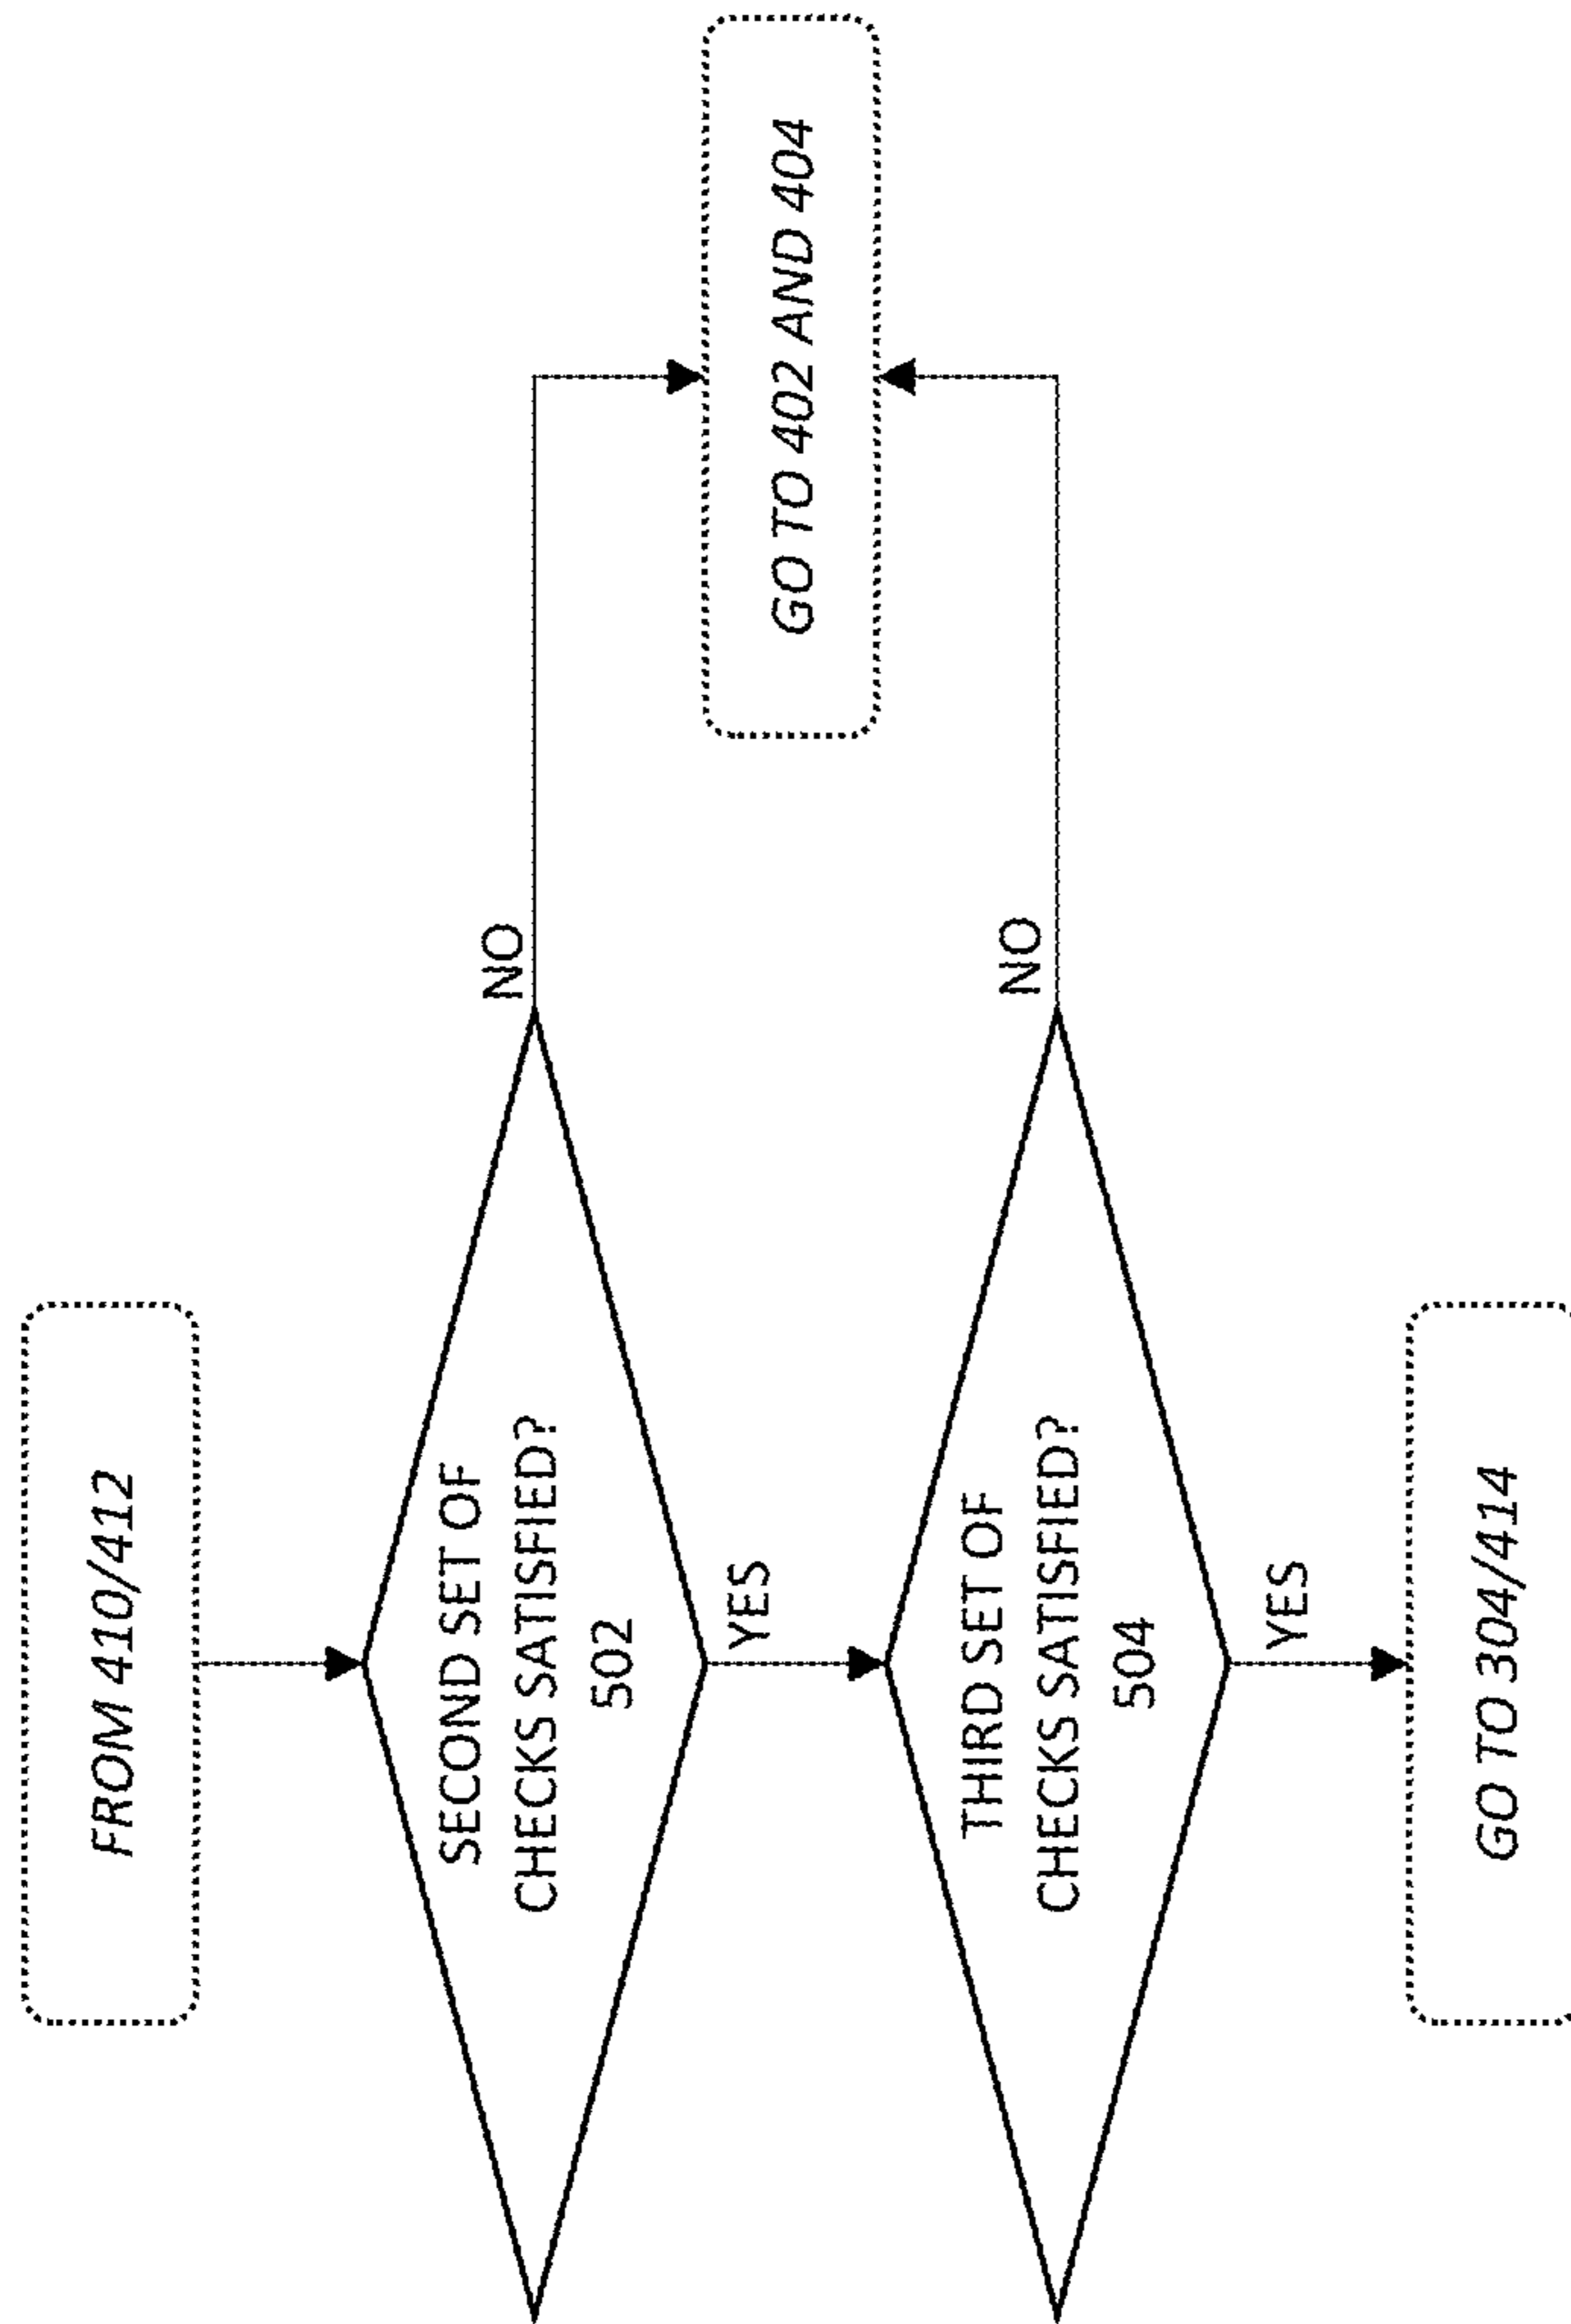 FROM 410/412
SECOND SET OF
CHECKS SATISFIED?
502
NO
YES
GO TO 402 AND 404
THIRD SET OF
CHECKS SATISFIED?
504
NO
YES
GO TO 304/414